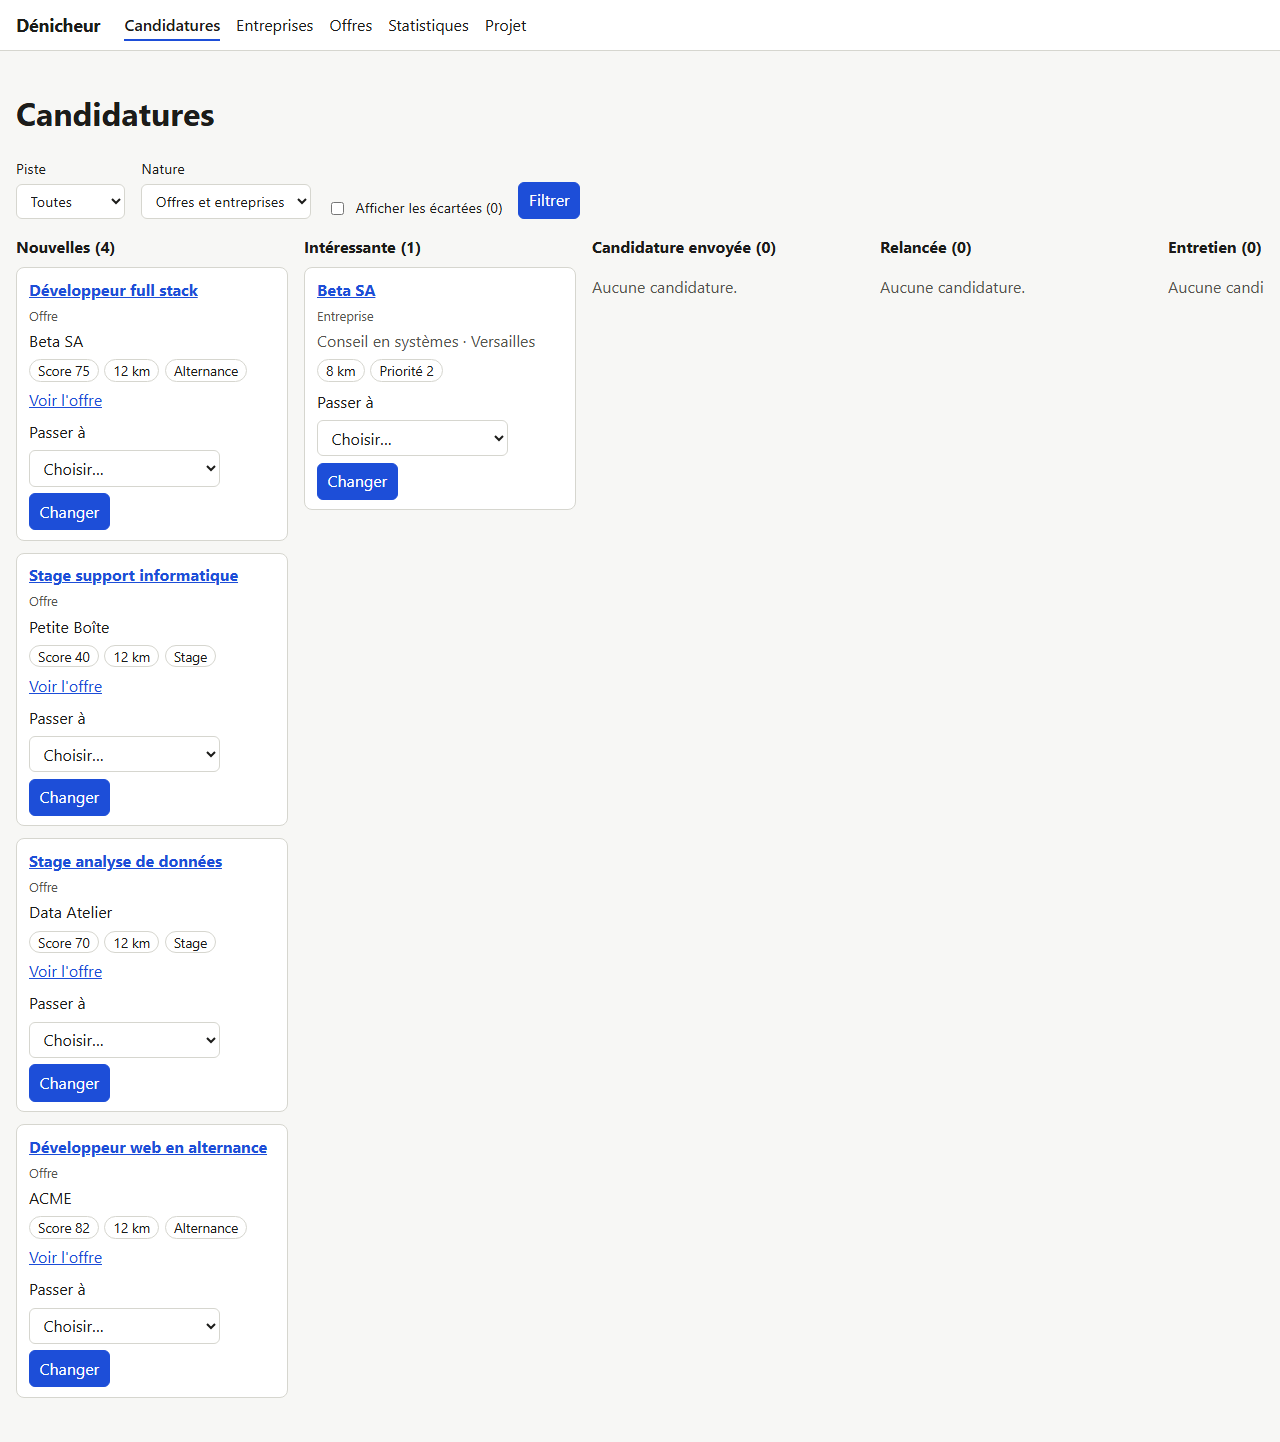 Dénicheur
Candidatures
Entreprises
Offres
Statistiques
Projet
Candidatures
Piste
Toutes
Nature
Offres et entreprises
Afficher les écartées (0)
Filtrer
Nouvelles (4)
Développeur full stack
Offre
Beta SA
Score 75
12 km
Alternance
Voir l'offre
Passer à
Choisir...
Changer
Stage support informatique
Offre
Petite Boîte
Score 40
12 km
Stage
Voir l'offre
Passer à
Choisir...
Changer
Stage analyse de données
Offre
Data Atelier
Score 70
12 km
Stage
Voir l'offre
Passer à
Choisir...
Changer
Développeur web en alternance
Offre
ACME
Score 82
12 km
Alternance
Voir l'offre
Passer à
Choisir...
Changer
Intéressante (1)
Beta SA
Entreprise
Conseil en systèmes · Versailles
8 km
Priorité 2
Passer à
Choisir...
Changer
Candidature envoyée (0)
Aucune candidature.
Relancée (0)
Aucune candidature.
Entretien (0)
Aucune candi